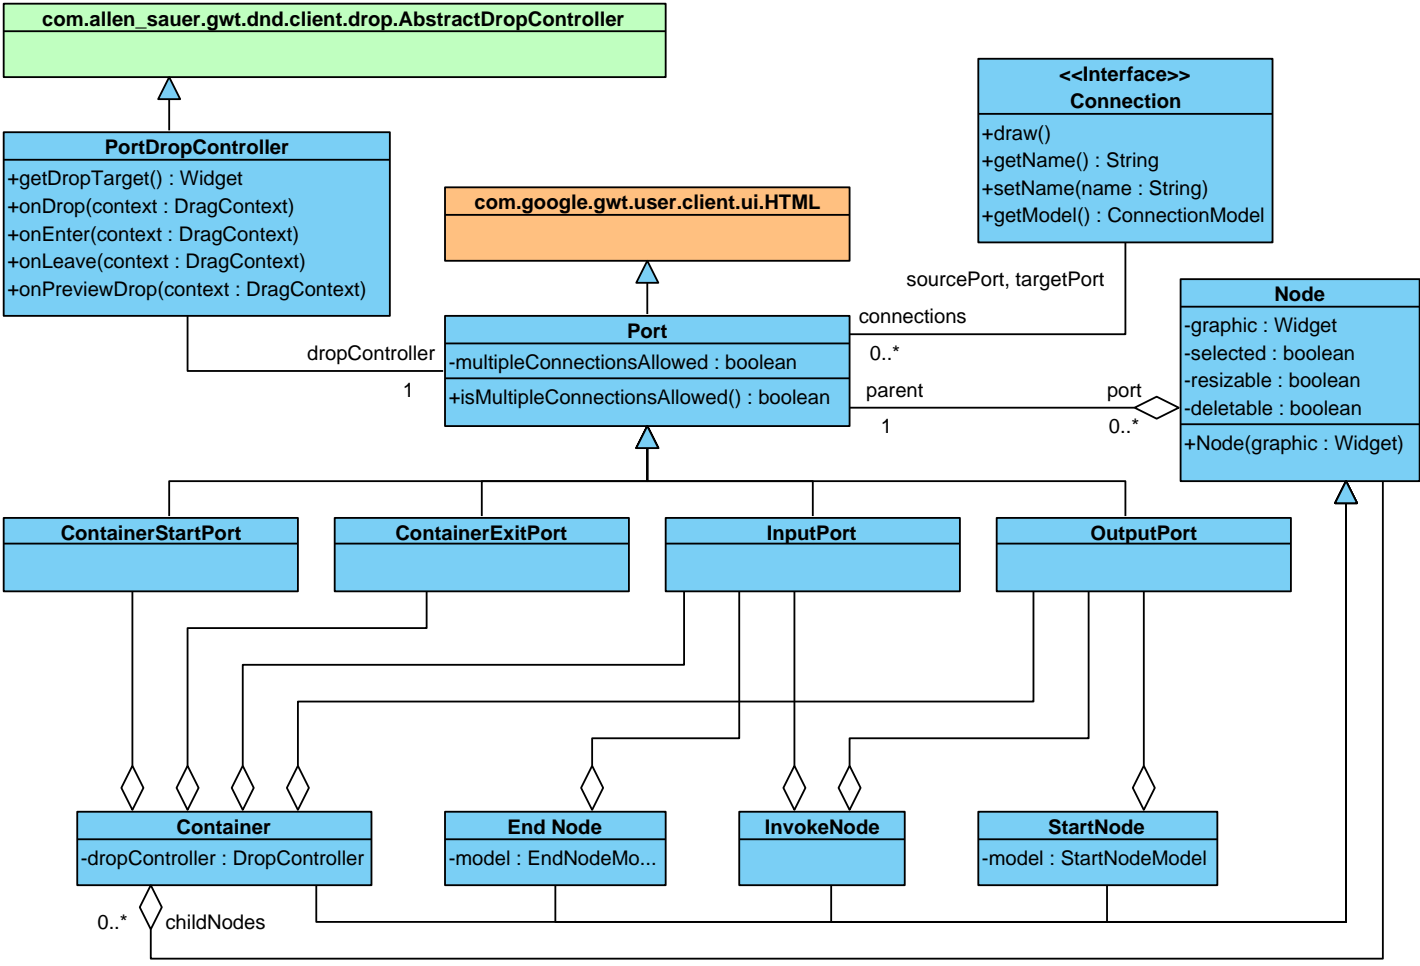 com.allen_sauer.gwt.dnd.client.drop.AbstractDropController
PortDropController
+getDropTarget() : Widget
+onDrop(context : DragContext)
+onEnter(context : DragContext)
+onLeave(context : DragContext)
+onPreviewDrop(context : DragContext)
<<Interface>>
Connection
+draw()
+getName() : String
+setName(name : String)
+getModel() : ConnectionModel
com.google.gwt.user.client.ui.HTML
sourcePort, targetPort
connections
0..*
dropController
1
Port
-multipleConnectionsAllowed : boolean
+isMultipleConnectionsAllowed() : boolean
parent
1
port
0..*
Node
-graphic : Widget
-selected : boolean
-resizable : boolean
-deletable : boolean
+Node(graphic : Widget)
ContainerStartPort
ContainerExitPort
InputPort
OutputPort
Container
-dropController : DropController
End Node
-model : EndNodeMo...
InvokeNode
StartNode
-model : StartNodeModel
0..*
childNodes